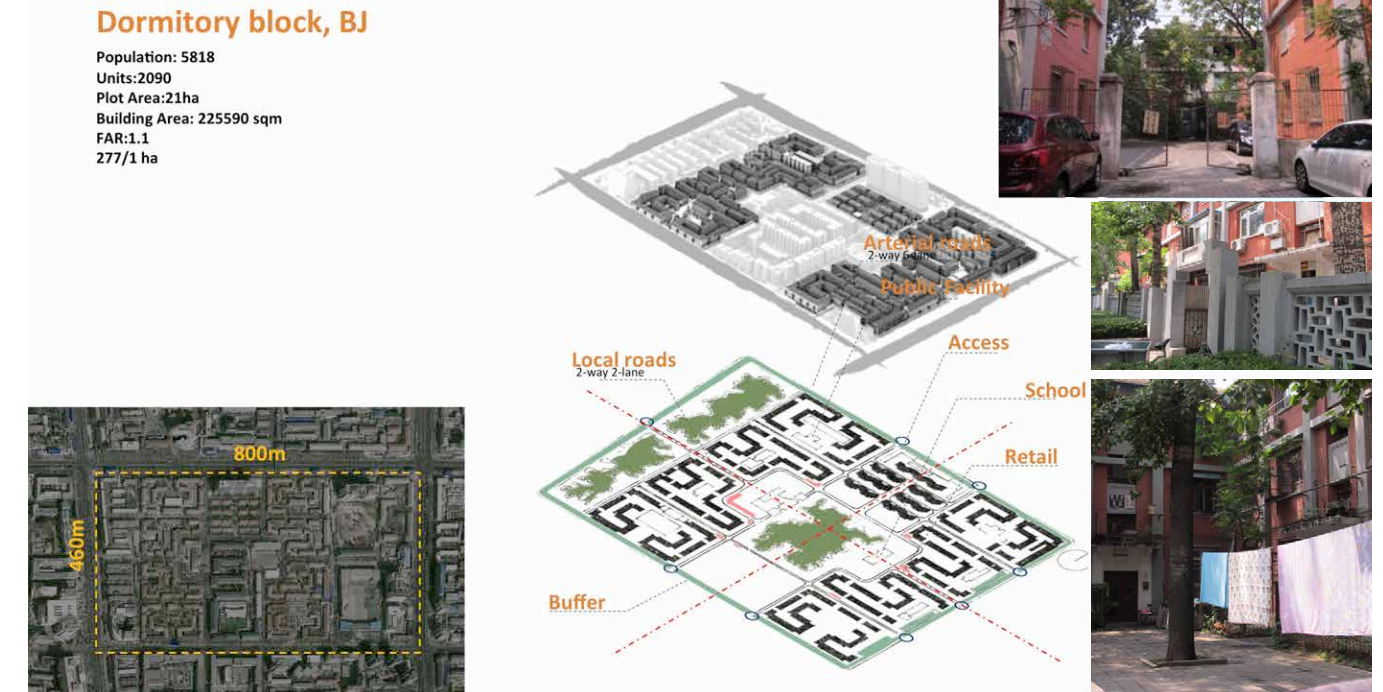 Dormitory block, BJ
Population: 5818
Units:2090
Plot Area:21ha
Building Area: 225590 sqm
FAR:1.1
277/1 ha
Arterial roads
2-way 6-lane
Public Facility
Access
Local roads
2-way 2-lane
School
Retail
800m
460m
Buffer